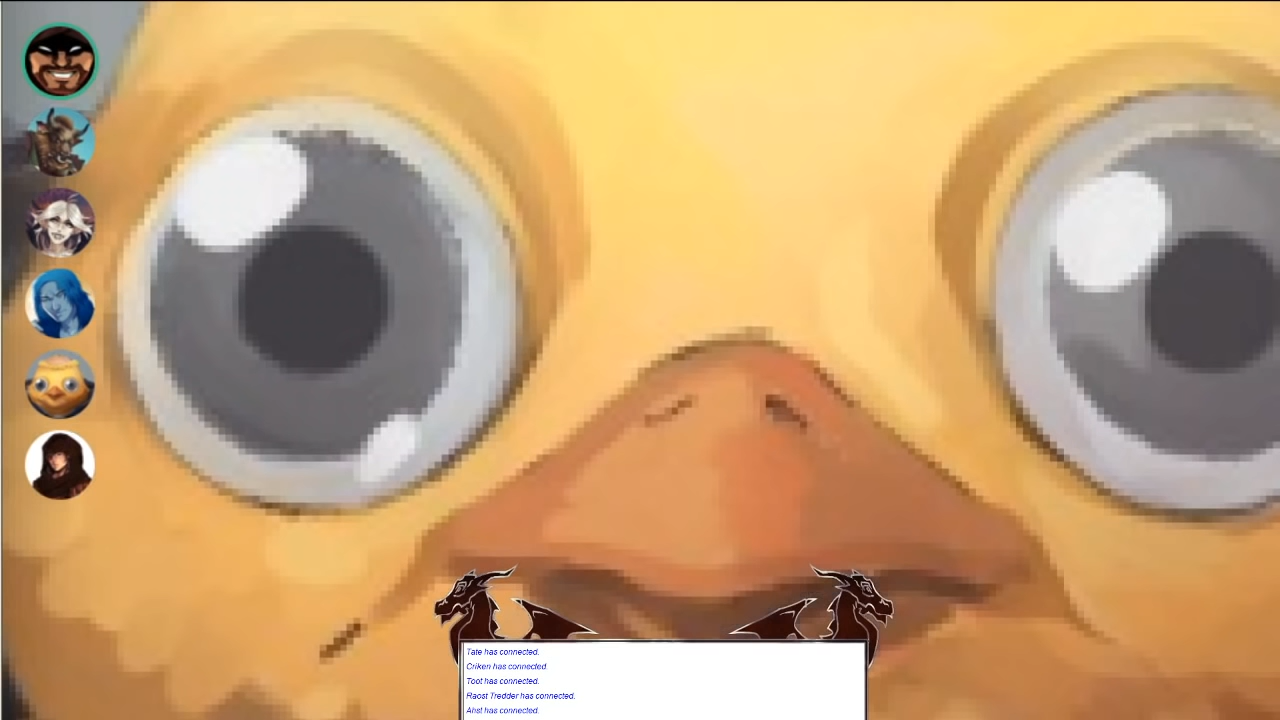 Tate has connected.
Criken has connected.
Toot has connected.
Raost Tredder has connected.
Ahst has connected.